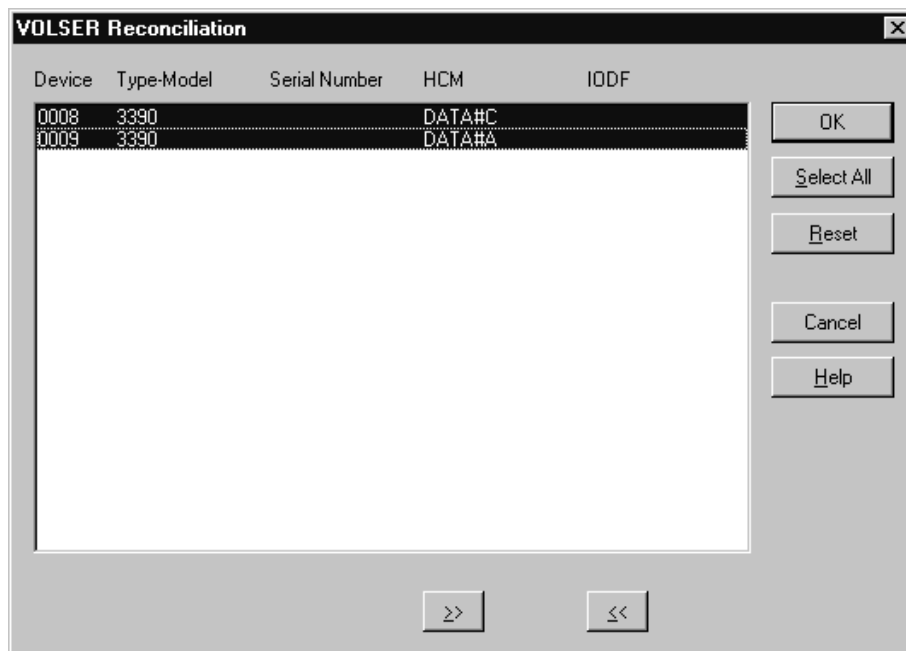 VOLSER Reconciliation
Device Type-Model Serial Number HCM IODF
0008 3390 DATA#C
0009 3390 DATA#A
OK
Select All
Reset
Cancel
Help
>> <<